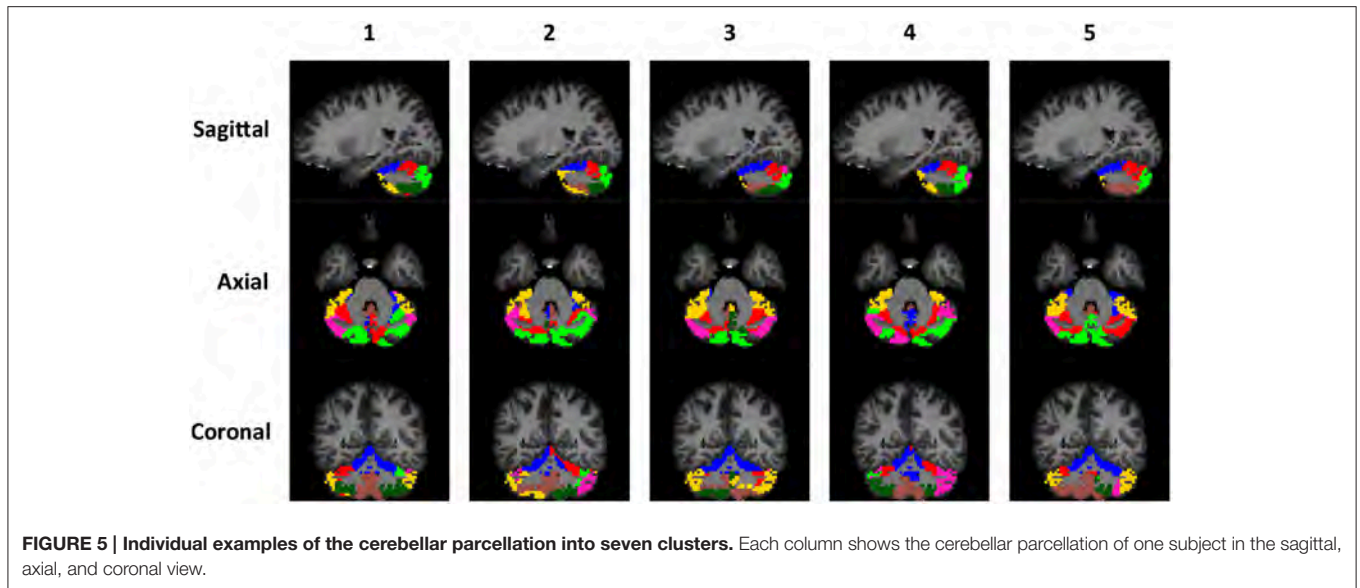 1 2 3 4 5
Sagittal
Axial
Coronal
FIGURE 5 | Individual examples of the cerebellar parcellation into seven clusters. Each column shows the cerebellar parcellation of one subject in the sagittal,
axial, and coronal view.